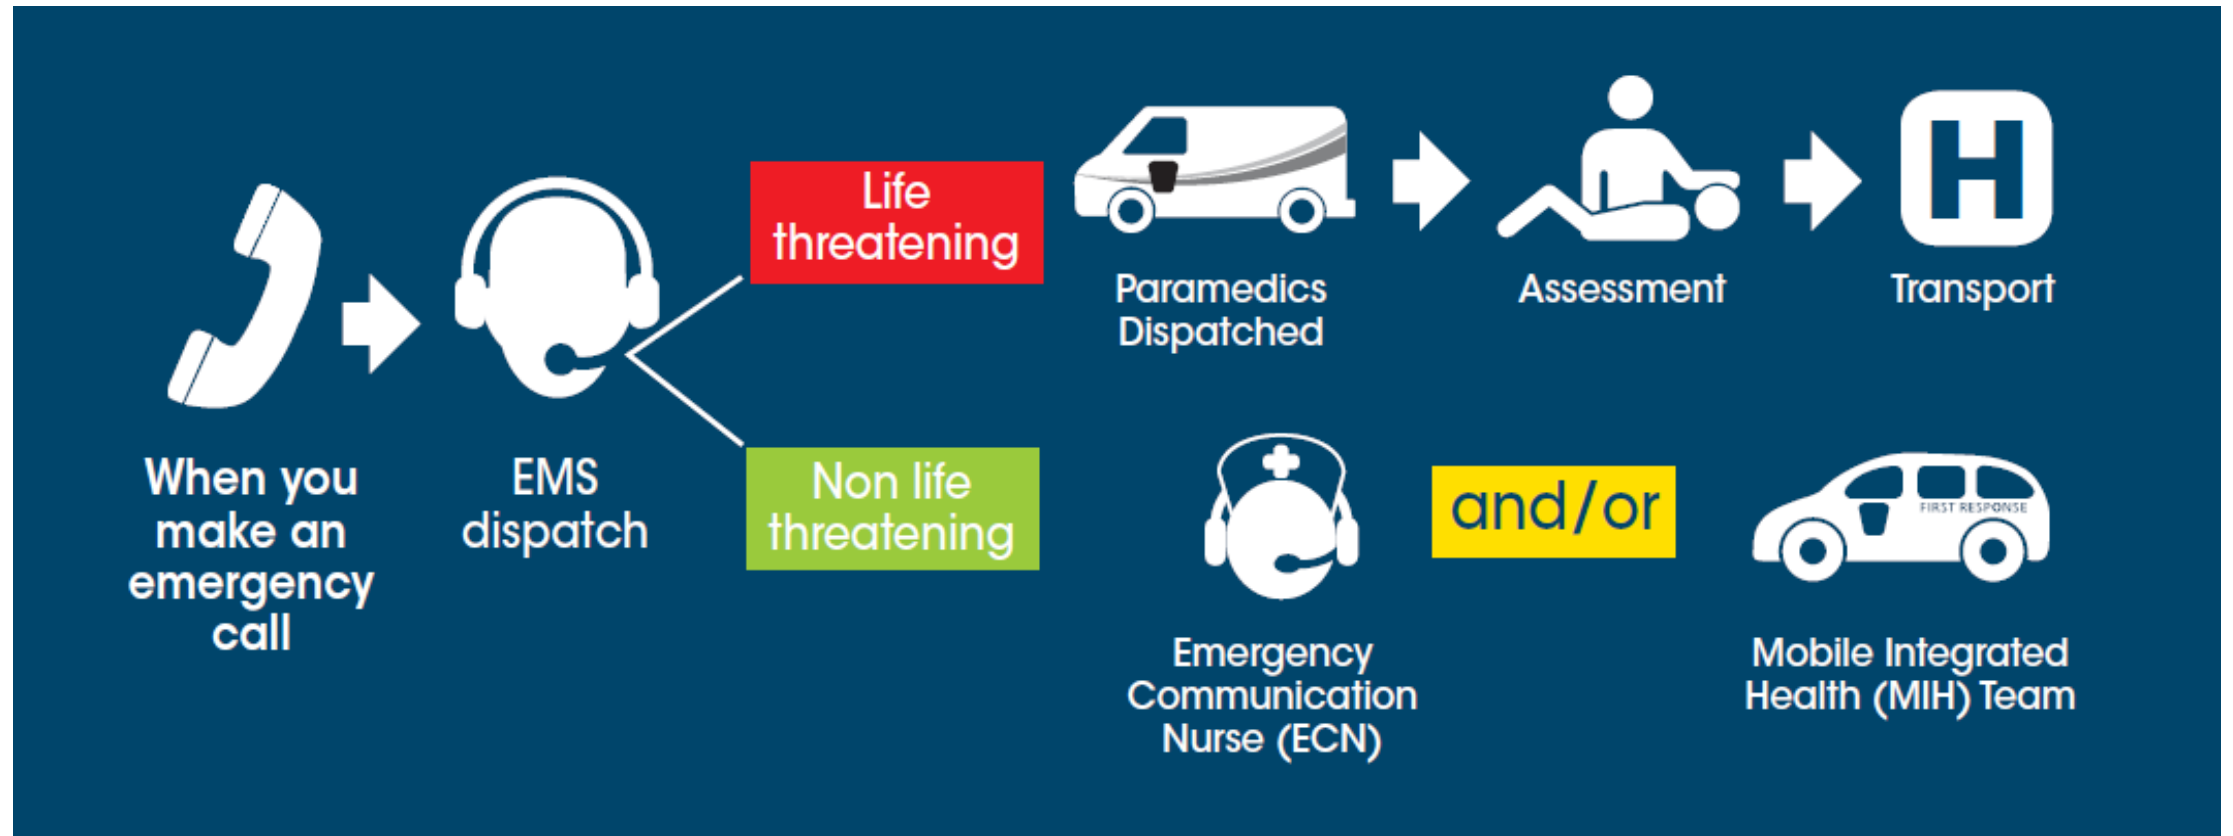 When you
make an
emergency
call
EMS
dispatch
Life
threatening
Paramedics
Dispatched
Assessment
H
Transport
Non life
threatening
Emergency
Communication
Nurse (ECN)
and/or
FIRST RESPONSE
Mobile Integrated
Health (MIH) Team